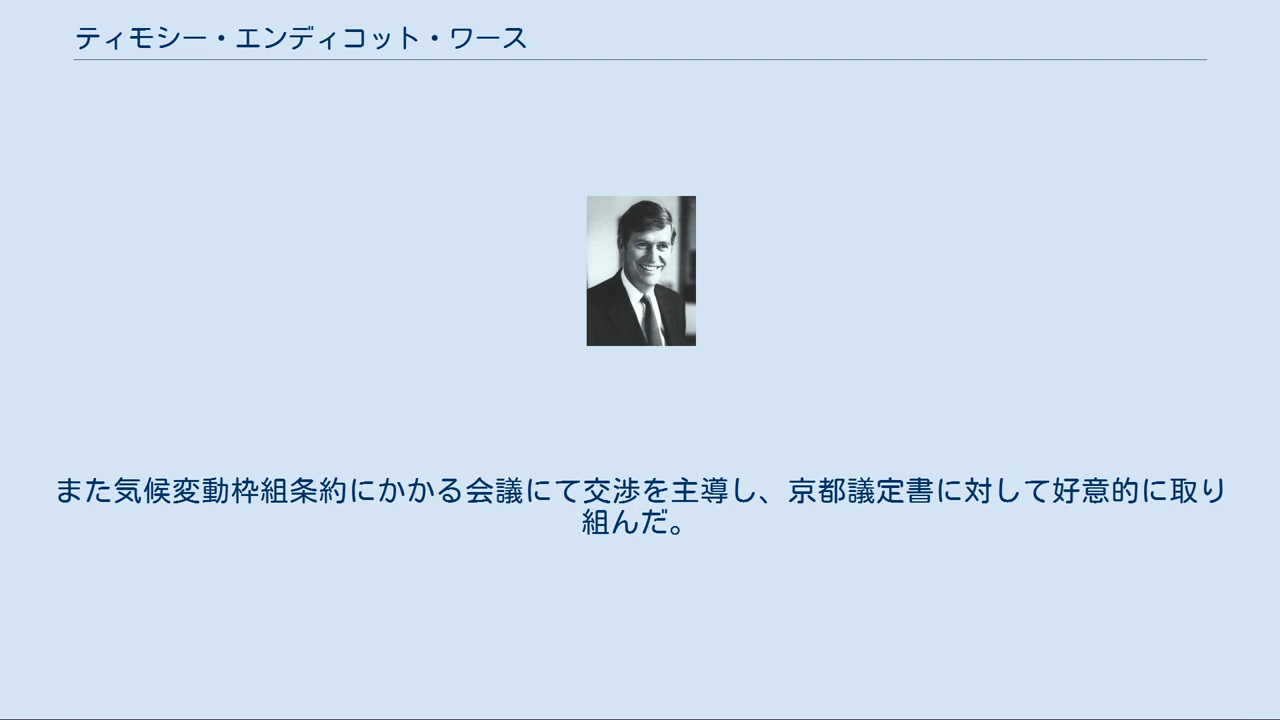 ティモシー・エンディコット・ワース
また気候変動枠組条約にかかる会議にて交渉を主導し、京都議定書に対して好意的に取り
組んだ。